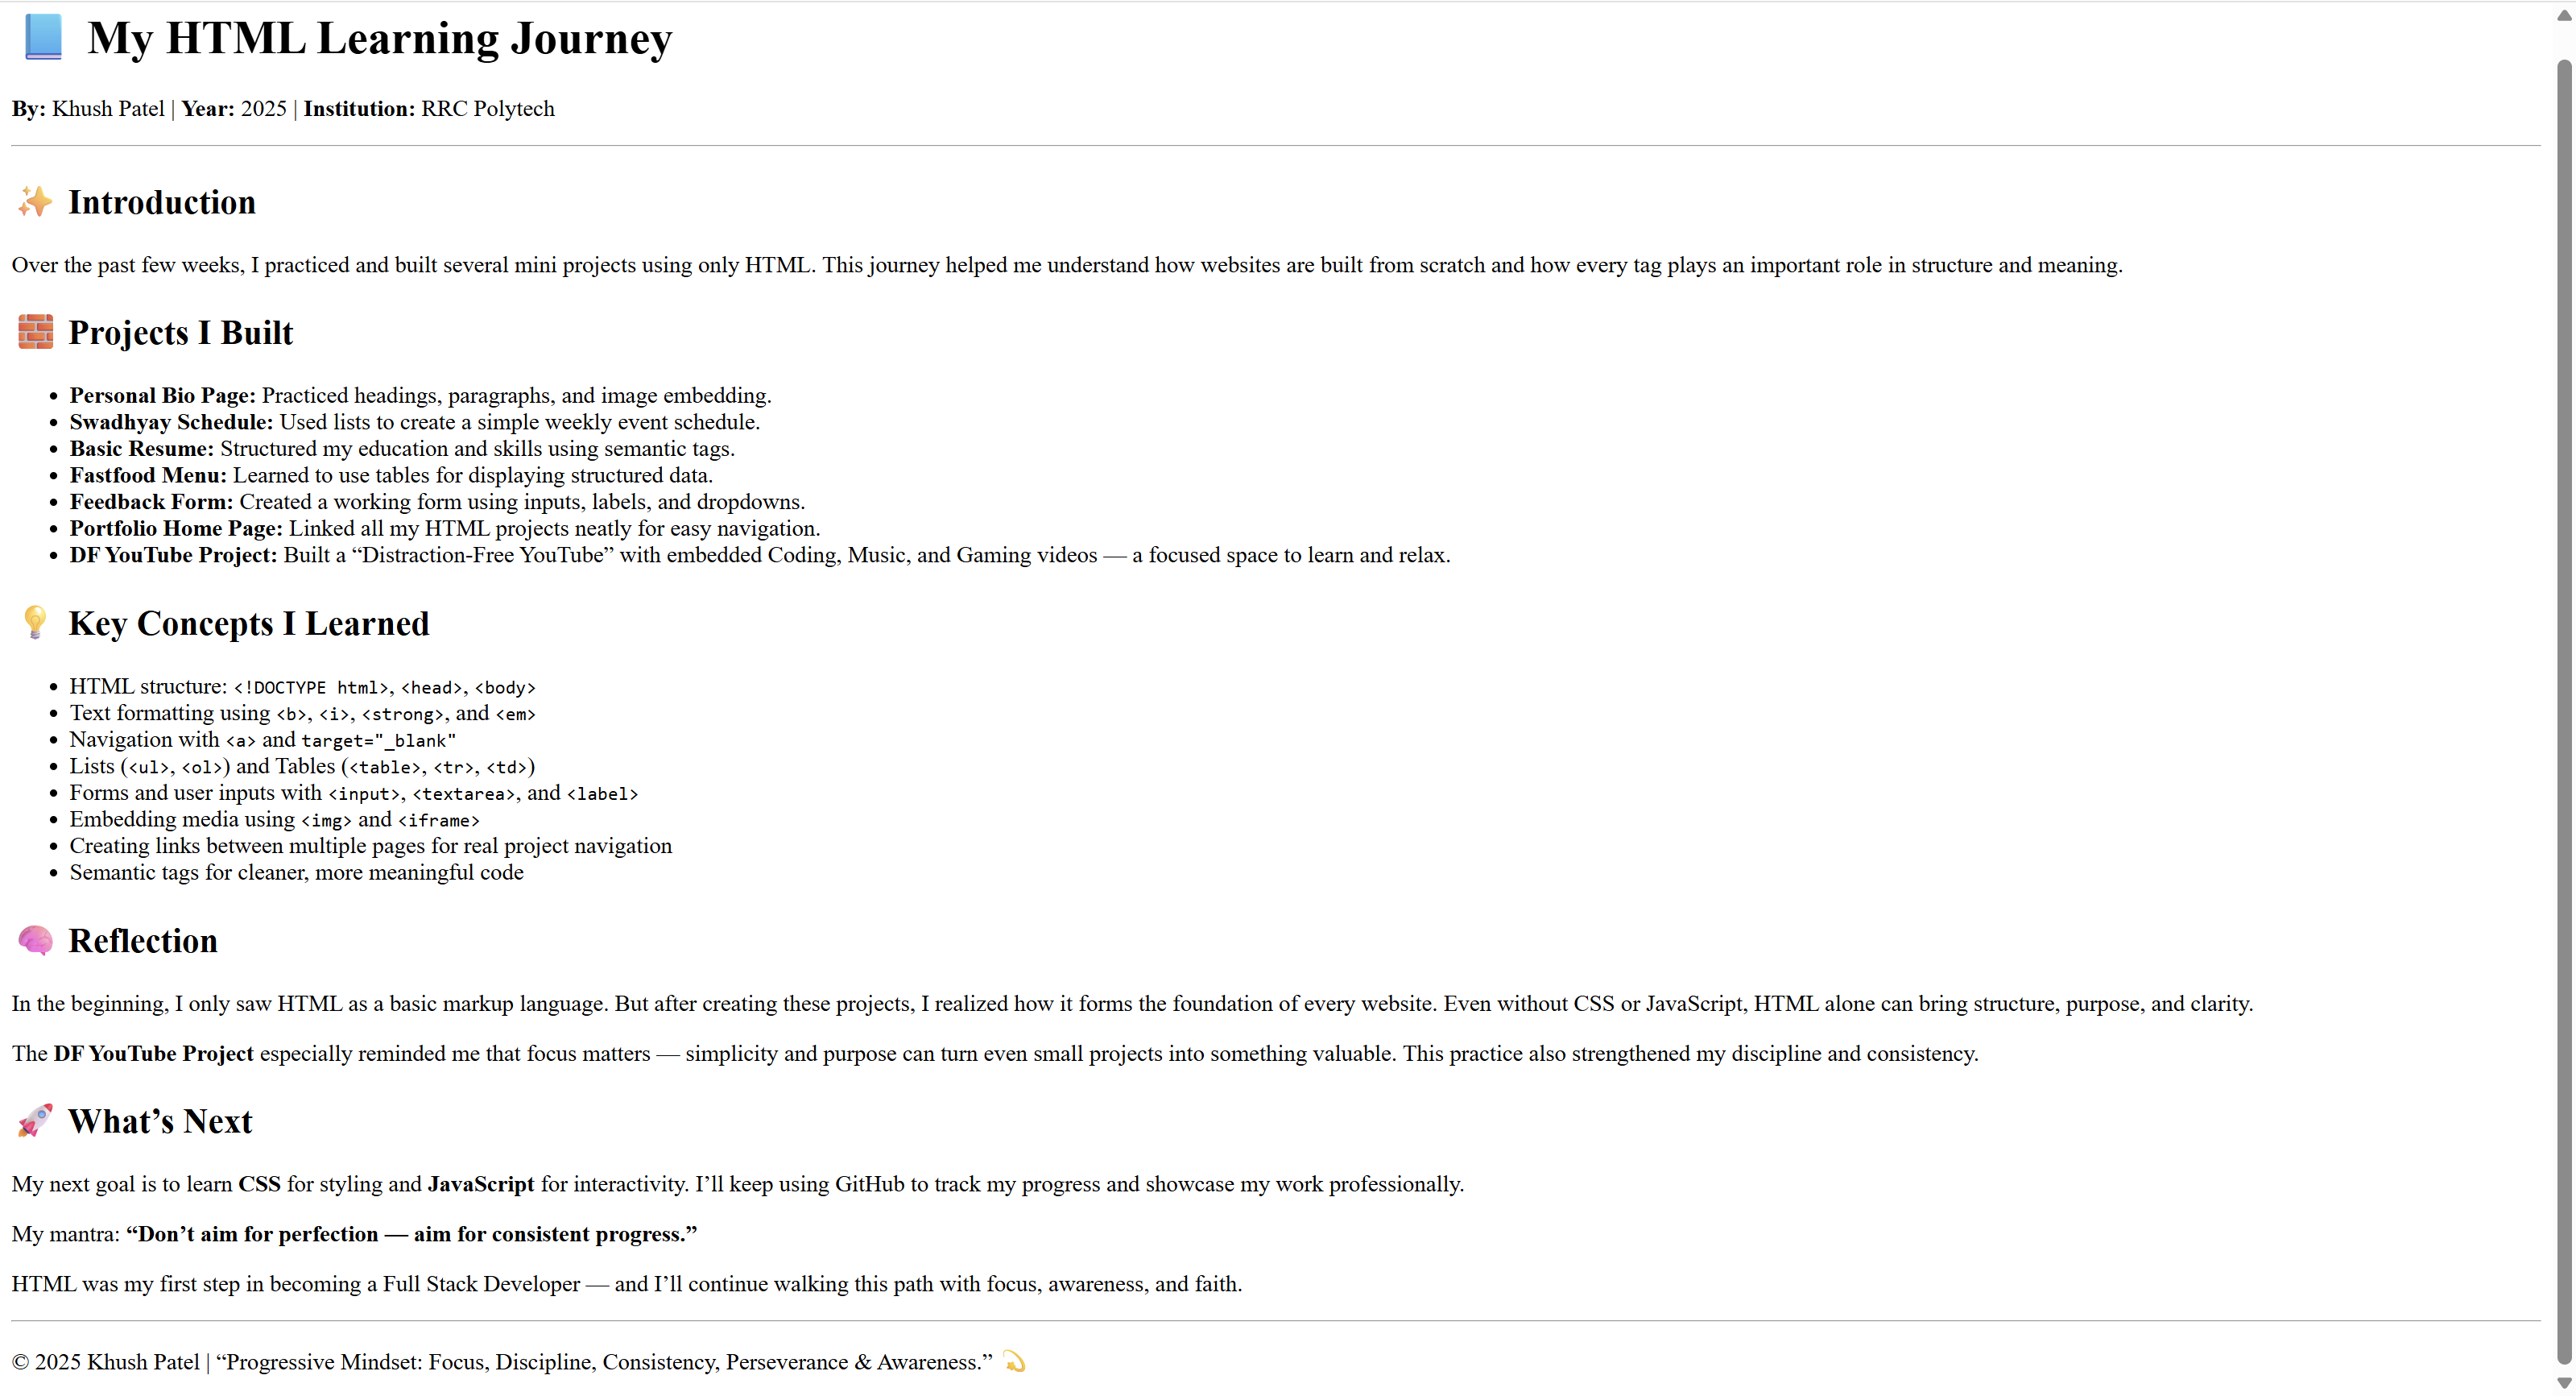 📘 My HTML Learning Journey
By: Khush Patel | Year: 2025 | Institution: RRC Polytech
✨ Introduction
Over the past few weeks, I practiced and built several mini projects using only HTML. This journey helped me understand how websites are built from scratch and how every tag plays an important role in structure and meaning.
🧱 Projects I Built
• Personal Bio Page: Practiced headings, paragraphs, and image embedding.
• Swadhyay Schedule: Used lists to create a simple weekly event schedule.
• Basic Resume: Structured my education and skills using semantic tags.
• Fastfood Menu: Learned to use tables for displaying structured data.
• Feedback Form: Created a working form using inputs, labels, and dropdowns.
• Portfolio Home Page: Linked all my HTML projects neatly for easy navigation.
• DF YouTube Project: Built a “Distraction-Free YouTube” with embedded Coding, Music, and Gaming videos — a focused space to learn and relax.
💡 Key Concepts I Learned
• HTML structure: <!DOCTYPE html>, <head>, <body>
• Text formatting using <b>, <i>, <strong>, and <em>
• Navigation with <a> and target="_blank"
• Lists (<ul>, <ol>) and Tables (<table>, <tr>, <td>)
• Forms and user inputs with <input>, <textarea>, and <label>
• Embedding media using <img> and <iframe>
• Creating links between multiple pages for real project navigation
• Semantic tags for cleaner, more meaningful code
🧠 Reflection
In the beginning, I only saw HTML as a basic markup language. But after creating these projects, I realized how it forms the foundation of every website. Even without CSS or JavaScript, HTML alone can bring structure, purpose, and clarity.
The DF YouTube Project especially reminded me that focus matters — simplicity and purpose can turn even small projects into something valuable. This practice also strengthened my discipline and consistency.
🚀 What’s Next
My next goal is to learn CSS for styling and JavaScript for interactivity. I’ll keep using GitHub to track my progress and showcase my work professionally.
My mantra: “Don’t aim for perfection — aim for consistent progress.”
HTML was my first step in becoming a Full Stack Developer — and I’ll continue walking this path with focus, awareness, and faith.
© 2025 Khush Patel | “Progressive Mindset: Focus, Discipline, Consistency, Perseverance & Awareness.” 💫